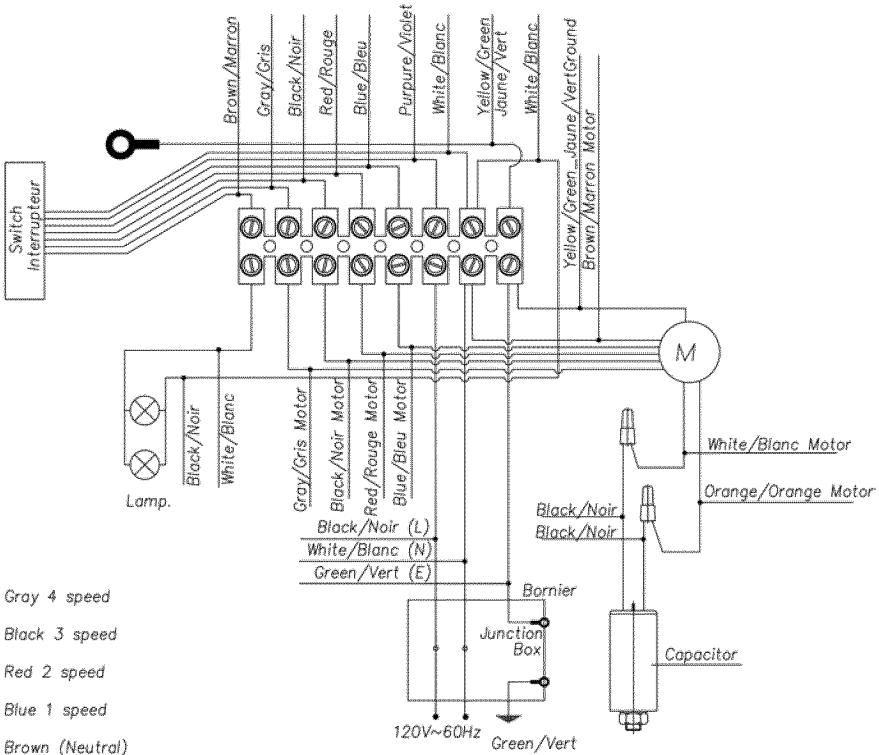 Brown/Marron
Gray/Gris
Black/Noir
Red/Rouge
Blue/Bleu
Purpure/Violet
White/Blanc
Yellow/Green
Jaune/Vert
White/Blanc
Yellow/Green_Jaune/VertGround
Brown/Marron Motor
Switch
Interrupteur
M
Black/Noir
White/Blanc
Lamp.
Gray/Gris Motor
Black/Noir Motor
Red/Rouge Motor
Blue/Bleu Motor
White/Blanc Motor
Orange/Orange Motor
Black/Noir
Black/Noir
Black/Noir (L)
White/Blanc (N)
Green/Vert (E)
Bornier
Junction
Box
Capacitor
120V~60Hz
Green/Vert
Gray 4 speed
Black 3 speed
Red 2 speed
Blue 1 speed
Brown (Neutral)